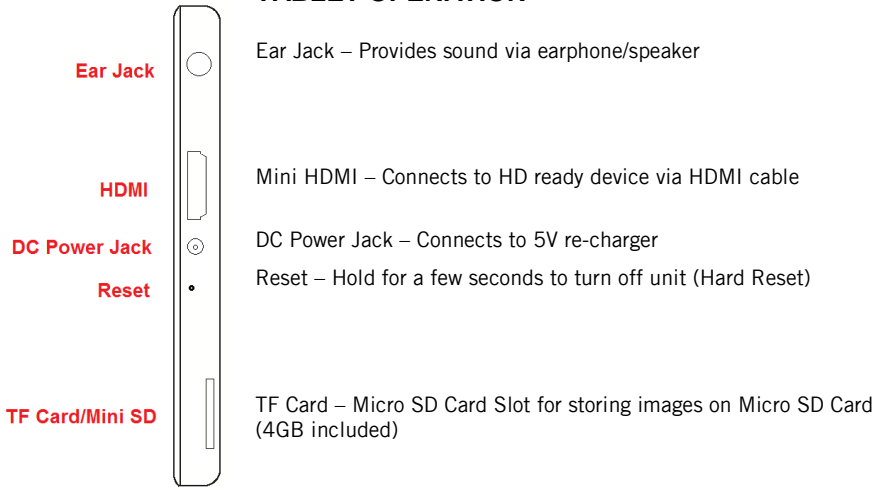 TABLET OPERATION
Ear Jack
Ear Jack – Provides sound via earphone/speaker
HDMI
Mini HDMI – Connects to HD ready device via HDMI cable
DC Power Jack
DC Power Jack – Connects to 5V re-charger
Reset
Reset – Hold for a few seconds to turn off unit (Hard Reset)
TF Card/Mini SD
TF Card – Micro SD Card Slot for storing images on Micro SD Card
(4GB included)